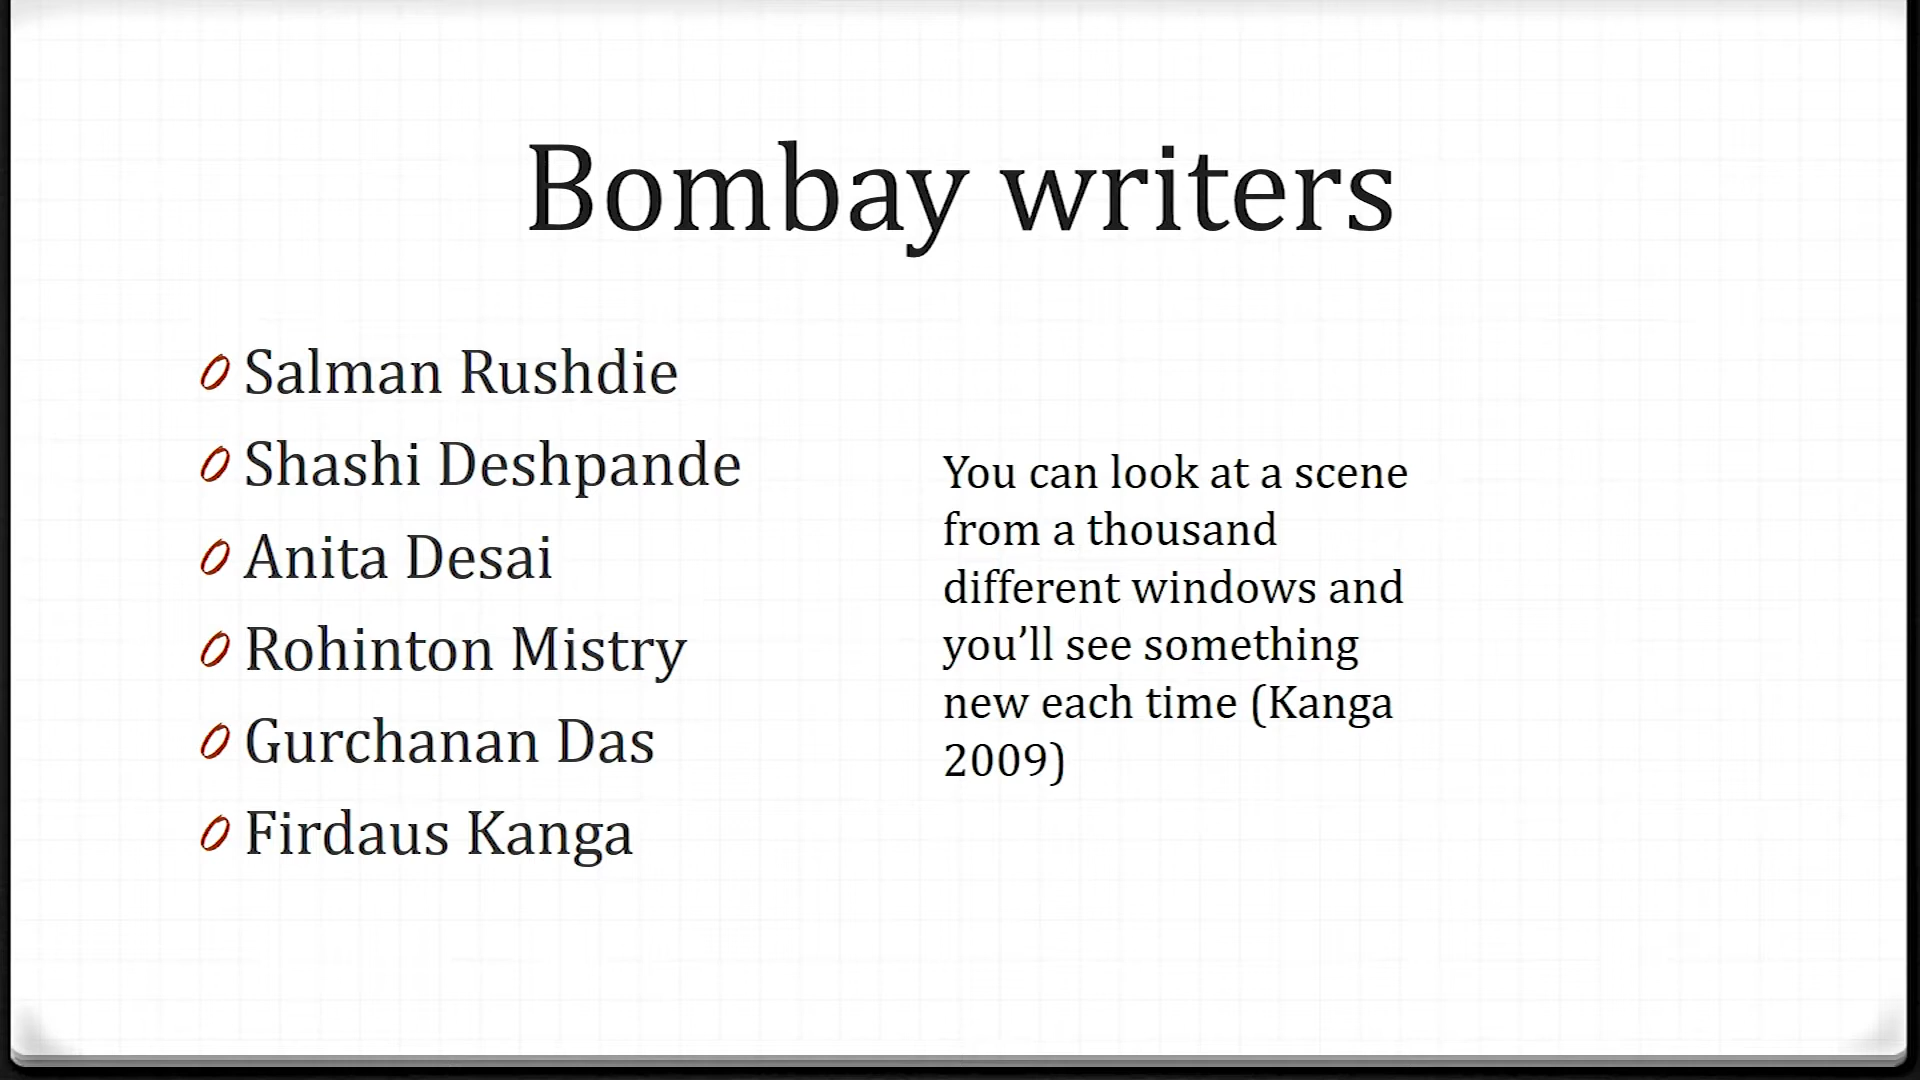 Bombay writers
Salman Rushdie
Shashi Deshpande
Anita Desai
Rohinton Mistry
Gurchanan Das
Firdaus Kanga
You can look at a scene
from a thousand
different windows and
you’ll see something
new each time (Kanga
2009)